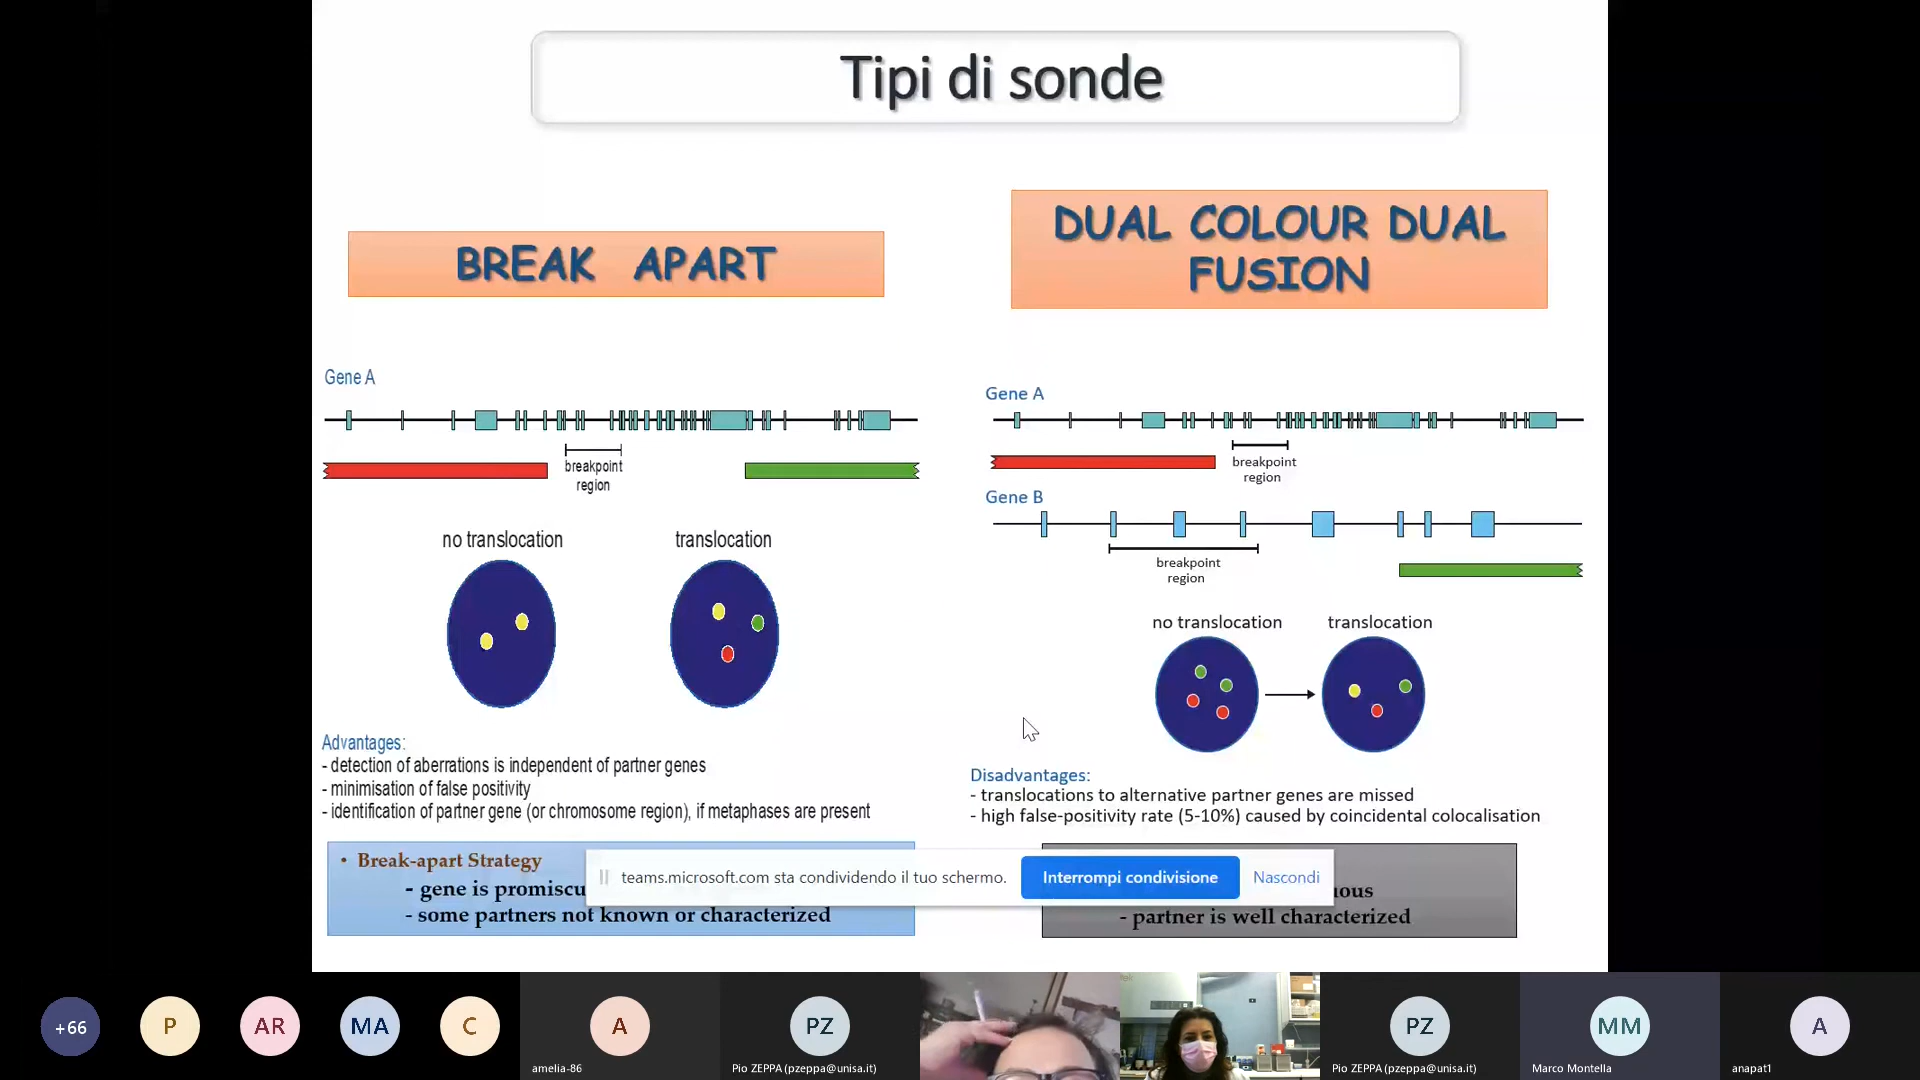 Tipi di sonde
BREAK APART
Gene A
breakpoint
region
no translocation
translocation
Advantages:
- detection of aberrations is independent of partner genes
- minimisation of false positivity
- identification of partner gene (or chromosome region), if metaphases are present
• Break-apart Strategy
- gene is promiscu
- some partners not known or characterized
DUAL COLOUR DUAL
FUSION
Gene A
breakpoint
region
Gene B
breakpoint
region
no translocation
translocation
Disadvantages:
- translocations to alternative partner genes are missed
- high false-positivity rate (5-10%) caused by coincidental colocalisation
- partner is well characterized
teams.microsoft.com sta condividendo il tuo schermo.
Interrompi condivisione
Nascondi
+66
P
AR
MA
C
A
amelia-86
PZ
Pio ZEPPA (pzeppa@unisa.it)
PZ
Pio ZEPPA (pzeppa@unisa.it)
MM
Marco Montella
A
anapat1